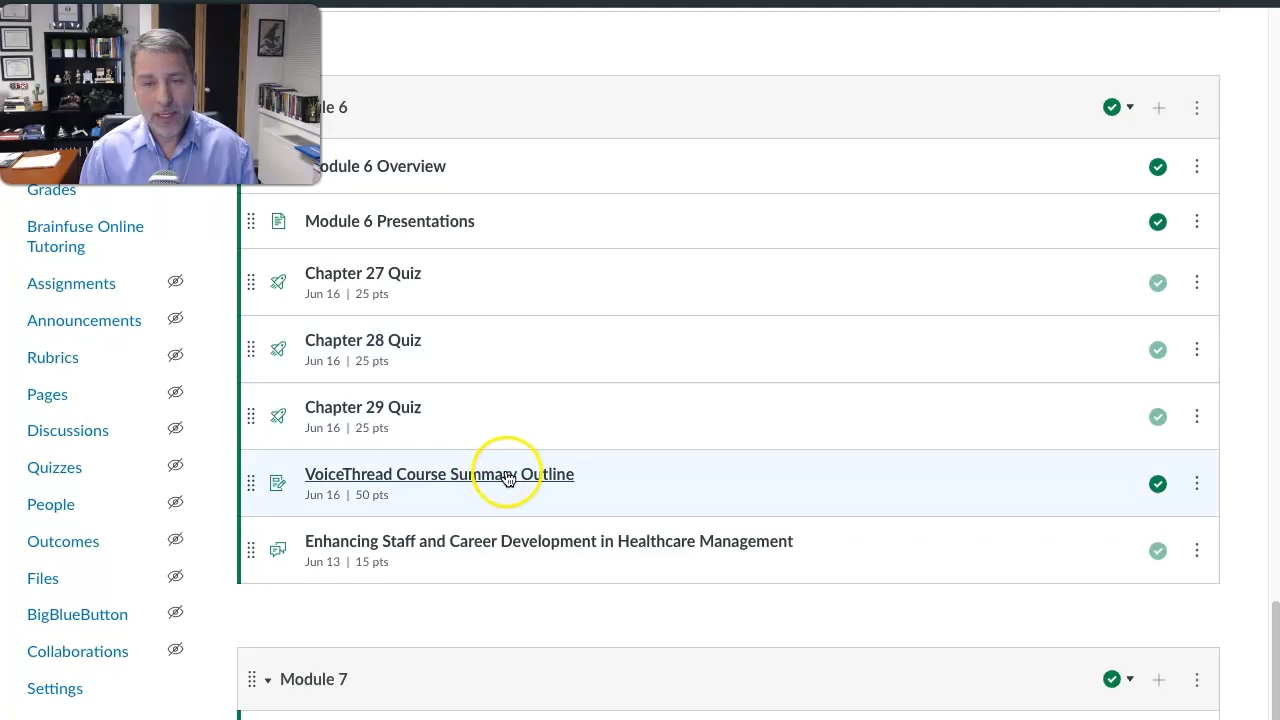 le 6
odule 6 Overview
Grades
Module 6 Presentations
Brainfuse Online
Tutoring
Chapter 27 Quiz
Jun 16 | 25 pts
Assignments
Announcements
Chapter 28 Quiz
Jun 16 | 25 pts
Rubrics
Pages
Chapter 29 Quiz
Jun 16 | 25 pts
Discussions
Quizzes
VoiceThread Course Summary Outline
Jun 16 | 50 pts
People
Outcomes
Enhancing Staff and Career Development in Healthcare Management
Jun 13 | 15 pts
Files
BigBlueButton
Collaborations
Module 7
Settings